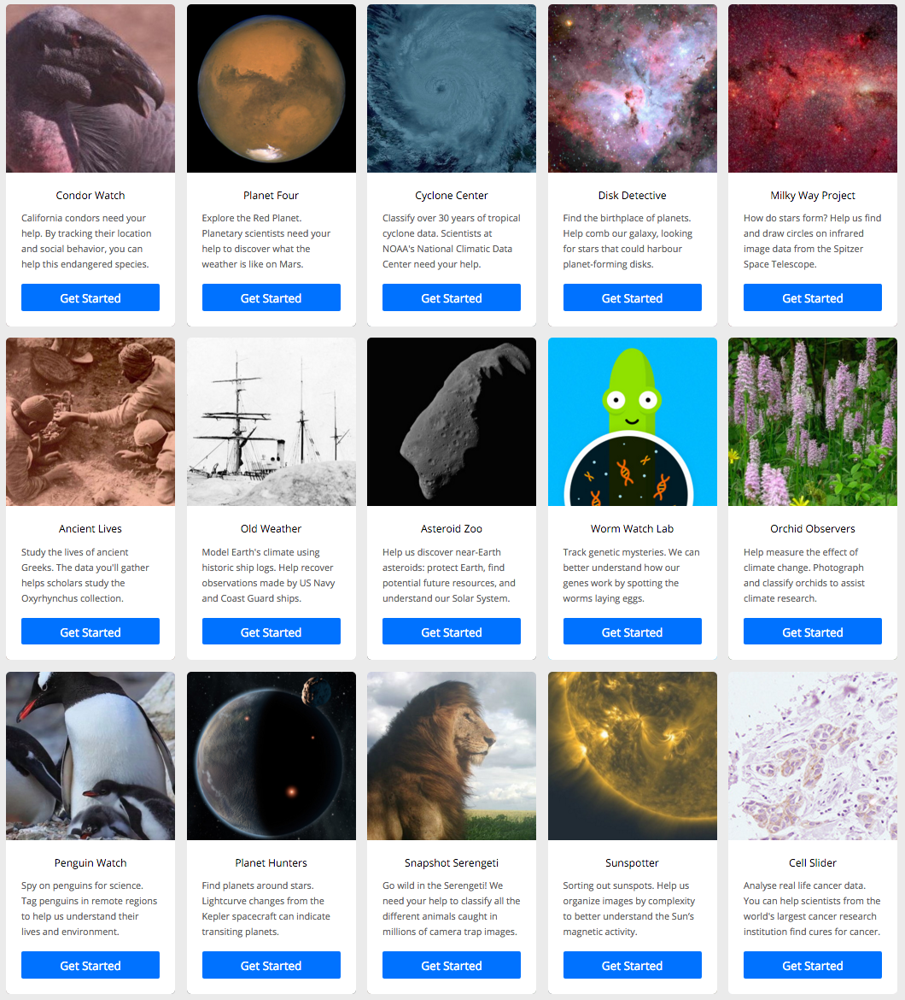 Condor Watch
California condors need your
help. By tracking their location
and social behavior, you can
help this endangered species.
Get Started
Planet Four
Explore the Red Planet.
Planetary scientists need your
help to discover what the
weather is like on Mars.
Get Started
Cyclone Center
Classify over 30 years of tropical
cyclone data. Scientists at
NOAA's National Climatic Data
Center need your help.
Get Started
Disk Detective
Find the birthplace of planets.
Help comb our galaxy, looking
for stars that could harbour
planet-forming disks.
Get Started
Milky Way Project
How do stars form? Help us find
and draw circles on infrared
image data from the Spitzer
Space Telescope.
Get Started
Ancient Lives
Study the lives of ancient
Greeks. The data you'll gather
helps scholars study the
Oxyrhynchus collection.
Get Started
Old Weather
Model Earth's climate using
historic ship logs. Help recover
observations made by US Navy
and Coast Guard ships.
Get Started
Asteroid Zoo
Help us discover near-Earth
asteroids: protect Earth, find
potential future resources, and
understand our Solar System.
Get Started
Worm Watch Lab
Track genetic mysteries. We can
better understand how our
genes work by spotting the
worms laying eggs.
Get Started
Orchid Observers
Help measure the effect of
climate change. Photograph
and classify orchids to assist
climate research.
Get Started
Penguin Watch
Spy on penguins for science.
Tag penguins in remote regions
to help us understand their
lives and environment.
Get Started
Planet Hunters
Find planets around stars.
Lightcurve changes from the
Kepler spacecraft can indicate
transiting planets.
Get Started
Snapshot Serengeti
Go wild in the Serengeti! We
need your help to classify all the
different animals caught in
millions of camera trap images.
Get Started
Sunspotter
Sorting out sunspots. Help us
organize images by complexity
to better understand the Sun’s
magnetic activity.
Get Started
Cell Slider
Analyse real life cancer data.
You can help scientists from the
world's largest cancer research
institution find cures for cancer.
Get Started